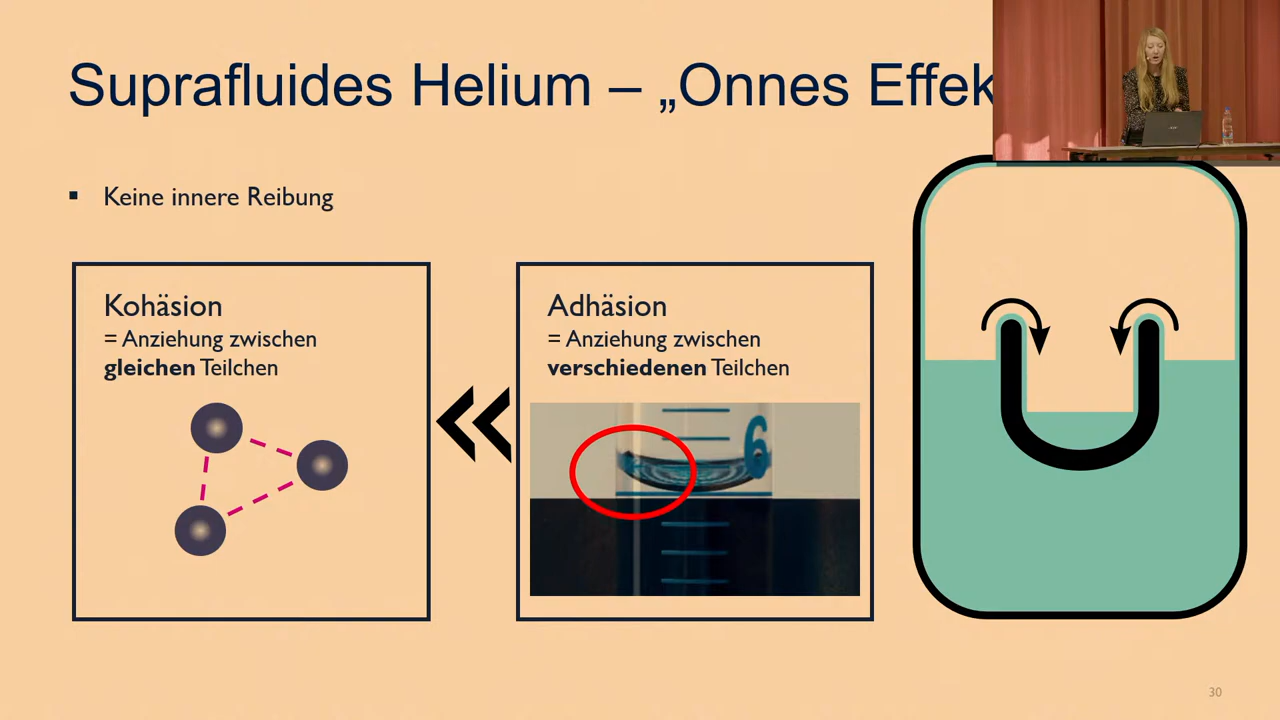 Suprafluides Helium – „Onnes Effek
▪ Keine innere Reibung
Kohäsion
= Anziehung zwischen
gleichen Teilchen
Adhäsion
= Anziehung zwischen
verschiedenen Teilchen
6
30